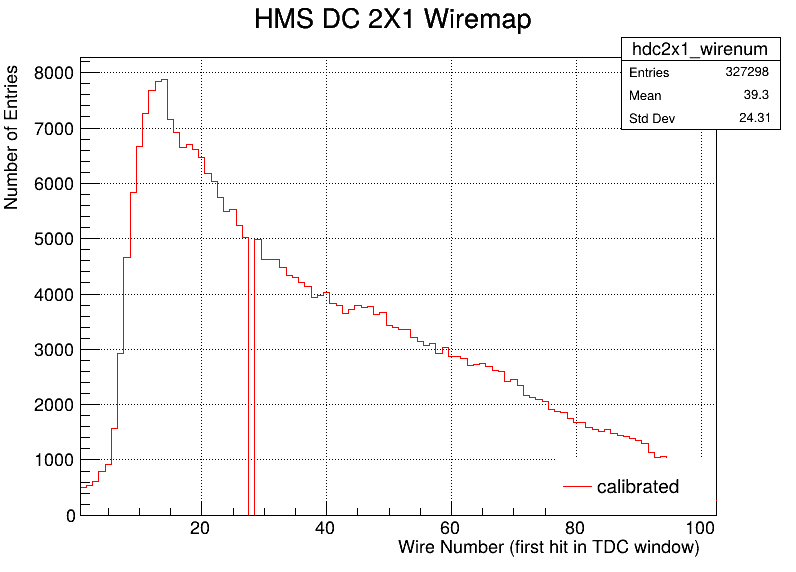 HMS DC 2X1 Wiremap
hdc2x1_wirenum
Entries 327298
Mean 39.3
Std Dev 24.31
Number of Entries
8000
7000
6000
5000
4000
3000
2000
1000
0
calibrated
20 40 60 80 100
Wire Number (first hit in TDC window)